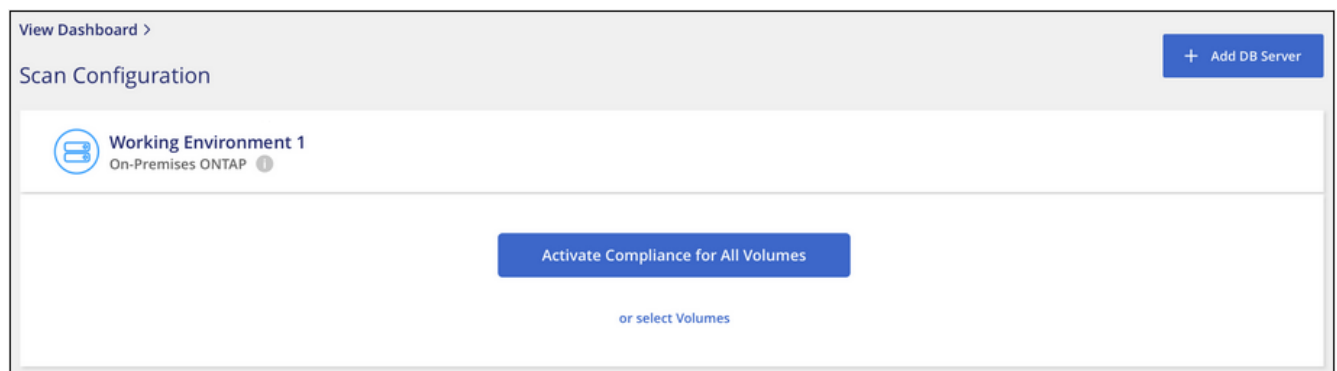 View Dashboard >
+ Add DB Server
Scan Configuration
Working Environment 1
On-Premises ONTAP i
Activate Compliance for All Volumes
or select Volumes